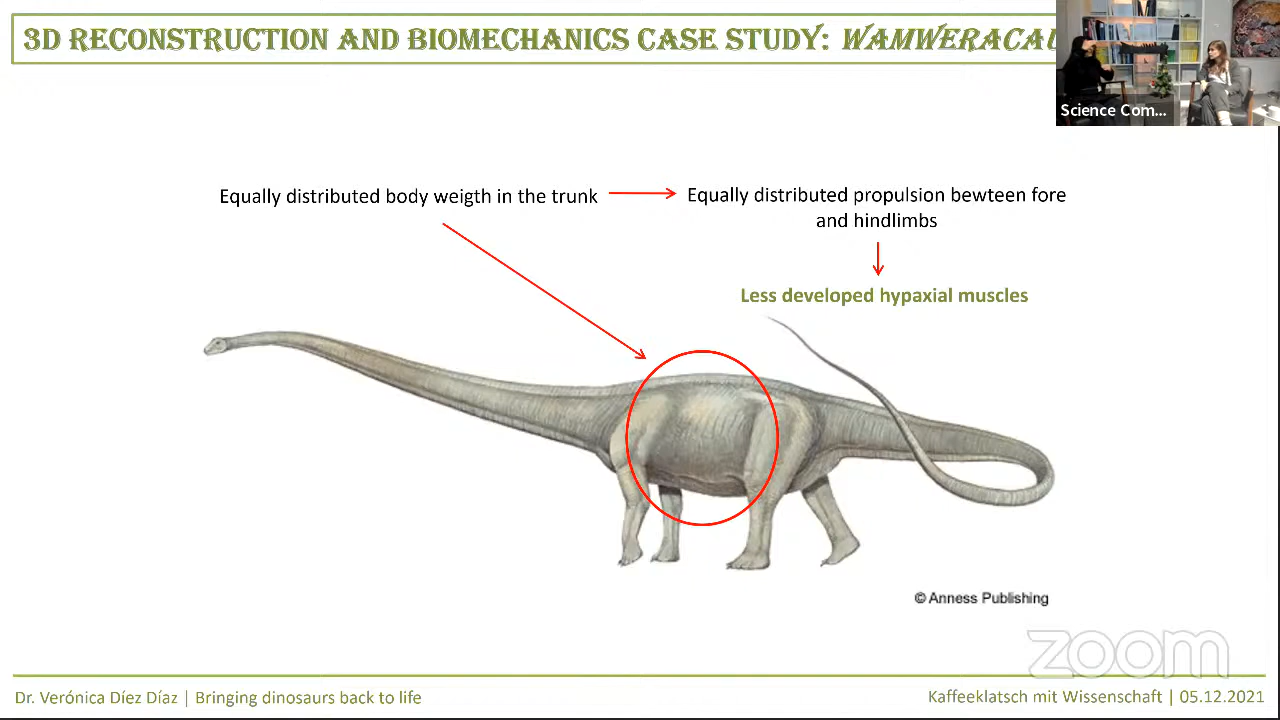 3D RECONSTRUCTION AND BIOMECHANICS CASE STUDY: WAMWERACAU
Science Com...
Equally distributed body weigth in the trunk
Equally distributed propulsion bewteen fore
and hindlimbs
Less developed hypaxial muscles
© Anness Publishing
zoom
Dr. Verónica Díez Díaz | Bringing dinosaurs back to life
Kaffeeklatsch mit Wissenschaft | 05.12.2021